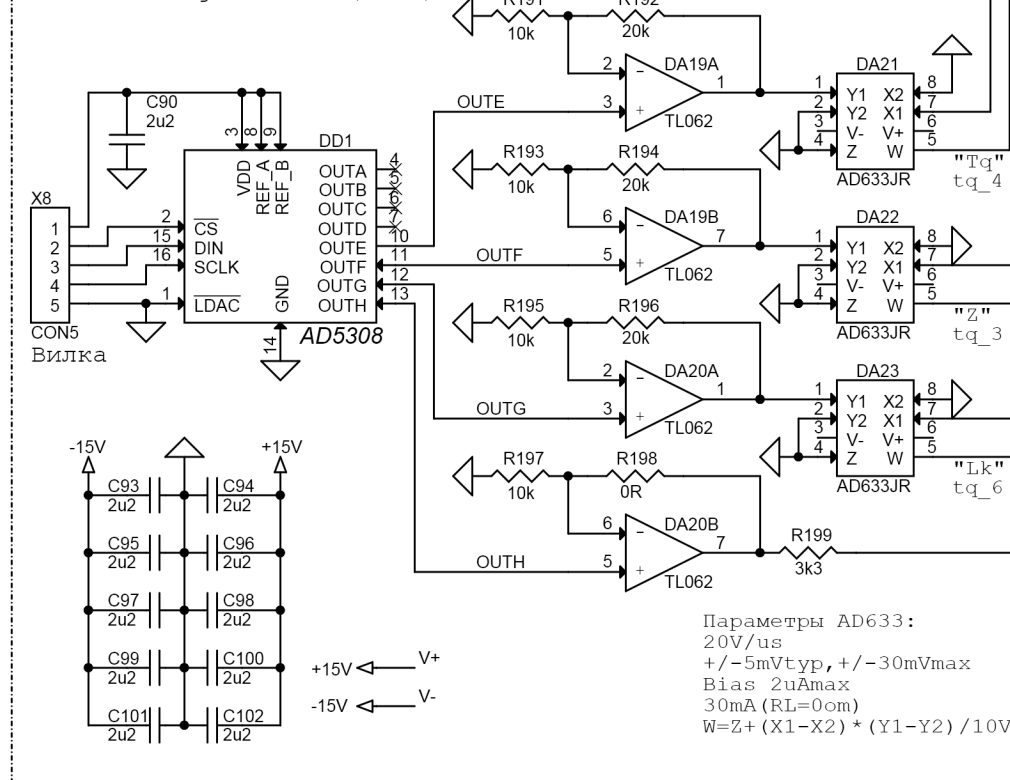 R191
R192
10k
20k
DA19A
DA21
2
1
1
8
Y1
X2
2
7
Y2
X1
3
6
V-
V+
4
5
Z
W
3
OUTE
TL062
AD633JR
"Tq"
tq_4
C90
2u2
3
8
9
DD1
VDD
REF_A
REF_B
X8
1
2
3
4
5
CON5
Вилка
2
CS
15
DIN
16
SCLK
1
LDAC
GND
14
OUTA
4
OUTB
5
OUTC
6
OUTD
7
OUTE
10
OUTF
11
OUTG
12
OUTH
13
AD5308
R193
R194
10k
20k
DA19B
DA22
6
7
1
8
Y1
X2
2
7
Y2
X1
3
6
V-
V+
4
5
Z
W
5
OUTF
TL062
AD633JR
"Z"
tq_3
R195
R196
10k
20k
DA20A
DA23
2
1
1
8
Y1
X2
2
7
Y2
X1
3
6
V-
V+
4
5
Z
W
3
OUTG
TL062
AD633JR
"Lk"
tq_6
R197
R198
10k
0R
DA20B
6
7
R199
3k3
5
OUTH
TL062
-15V
+15V
C93
2u2
C94
2u2
C95
2u2
C96
2u2
C97
2u2
C98
2u2
C99
2u2
C100
2u2
C101
2u2
C102
2u2
+15V
V+
-15V
V-
Параметры AD633:
20V/us
+/-5mVtyp,+/-30mVmax
Bias 2uAmax
30mA(RL=0om)
W=Z+(X1-X2)*(Y1-Y2)/10V